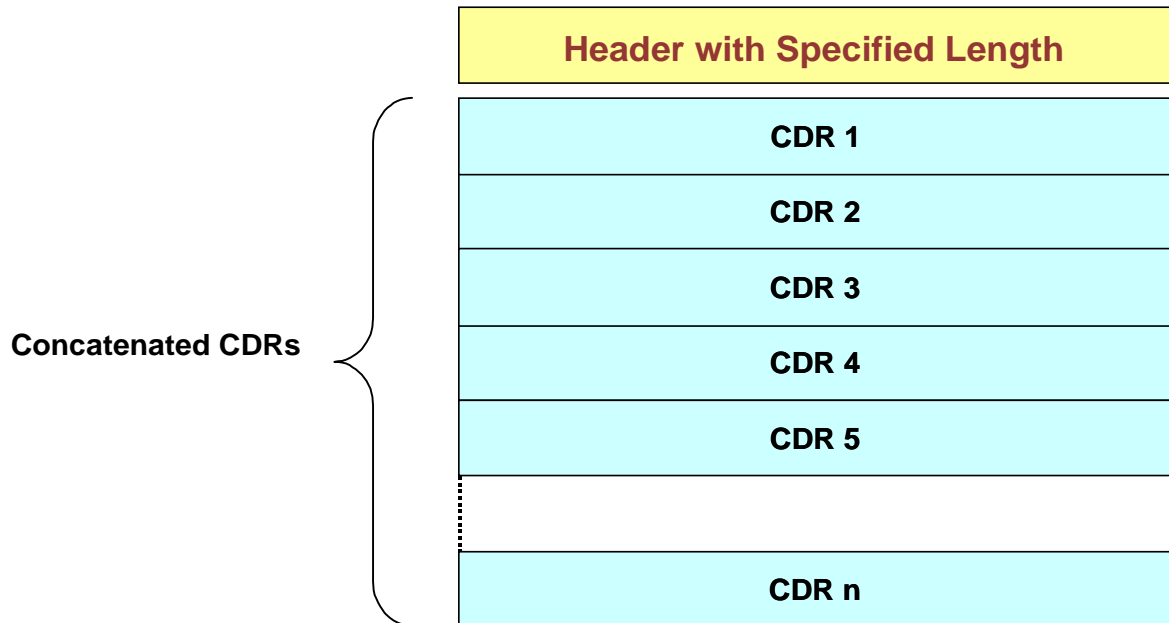 Header with Specified Length
CDR 1
CDR 2
CDR 3
Concatenated CDRs
CDR 4
CDR 5
CDR n